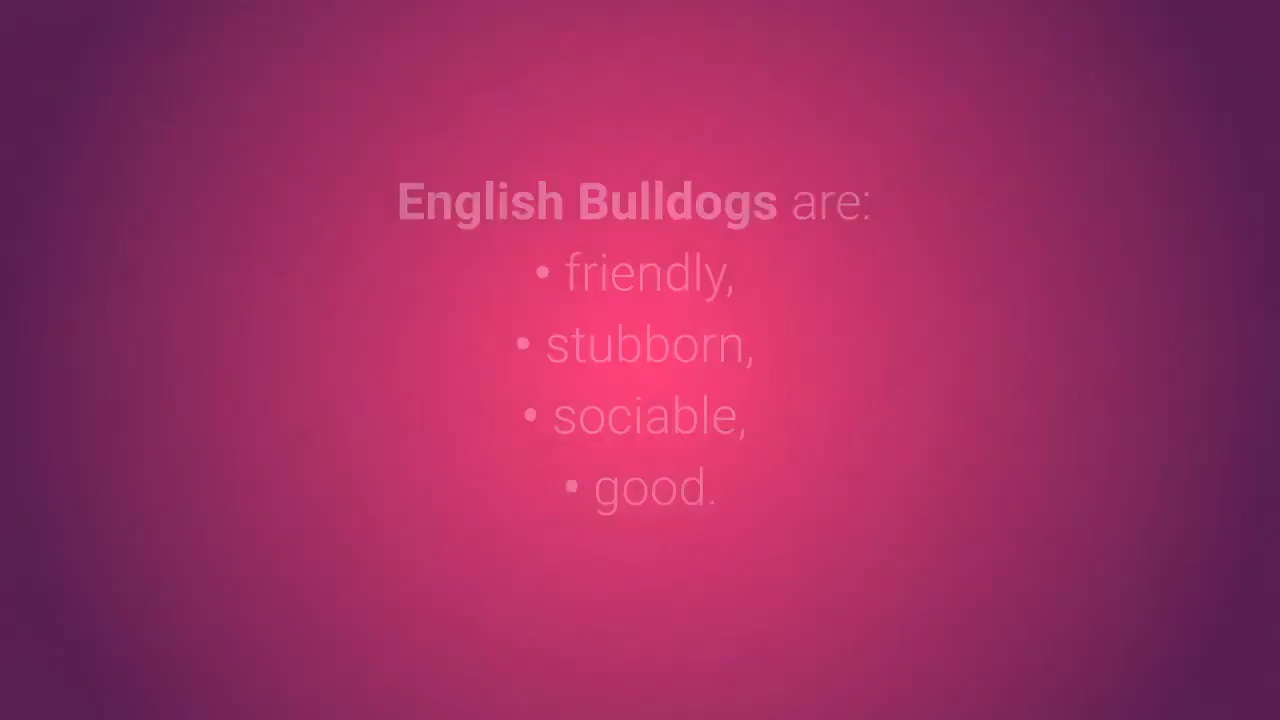 English Bulldogs are:
• friendly,
• stubborn,
• sociable,
• good.